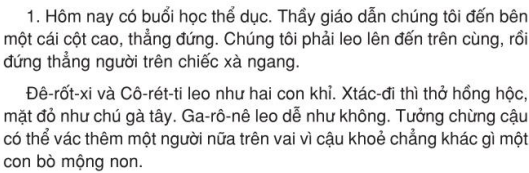 1. Hôm nay có buổi học thể dục. Thầy giáo dẫn chúng tôi đến bên
một cái cột cao, thẳng đứng. Chúng tôi phải leo lên đến trên cùng, rồi
đứng thẳng người trên chiếc xà ngang.
Đê-rốt-xi và Cô-rét-ti leo như hai con khỉ. Xtác-đi thì thở hồng hộc,
mặt đỏ như chú gà tây. Ga-rô-nê leo dễ như không. Tưởng chừng cậu
có thể vác thêm một người nữa trên vai vì cậu khoẻ chẳng khác gì một
con bò mộng non.